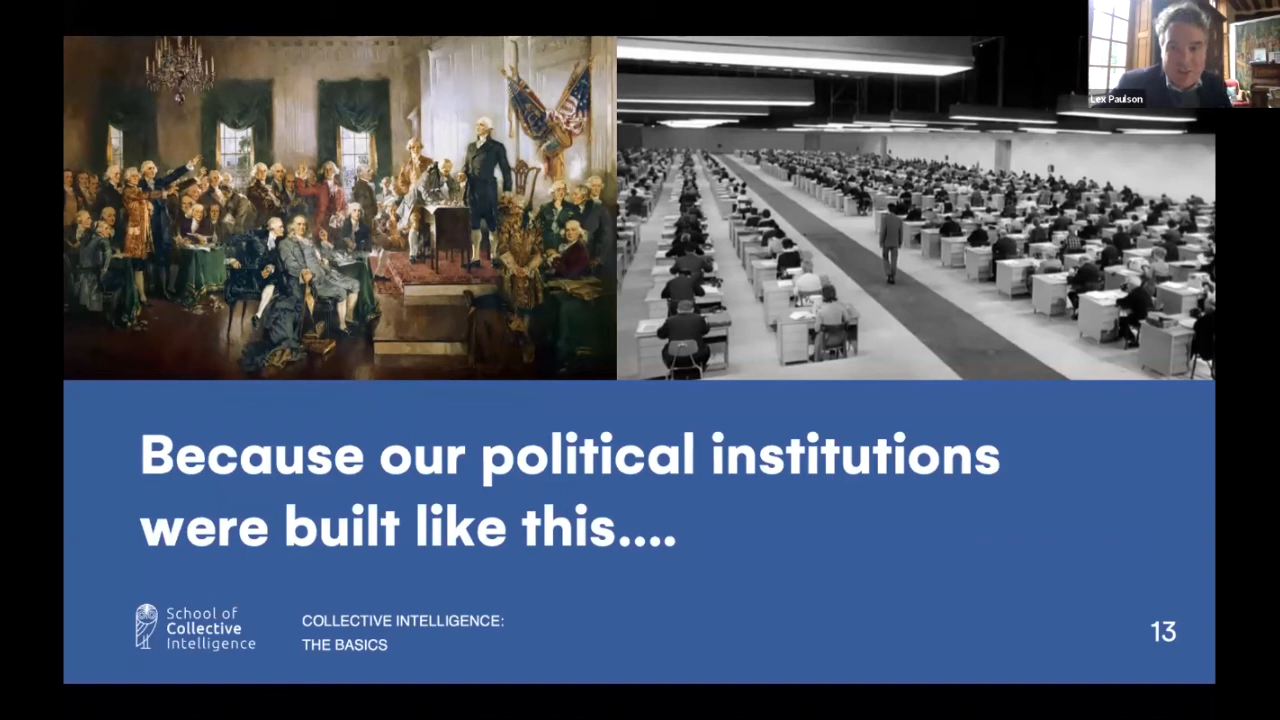 Lex Paulson
Because our political institutions
were built like this....
School of
Collective
Intelligence
COLLECTIVE INTELLIGENCE:
THE BASICS
13